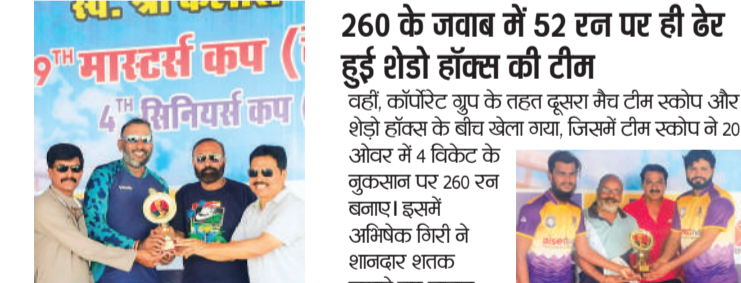 स्व. श्री कैलाश
9TH मास्टर्स कप (
4TH सिनियर्स कप
260 के जवाब में 52 रन पर ही ढेर
हुई शेडो हॉक्स की टीम
वहीं, कॉर्पोरेट ग्रुप के तहत दूसरा मैच टीम स्कोप और
शेड़ो हॉक्स के बीच खेला गया, जिसमें टीम स्कोप ने 20
ओवर में 4 विकेट के
नुकसान पर 260 रन
बनाए। इसमें
अभिषेक गिरी ने
शानदार शतक